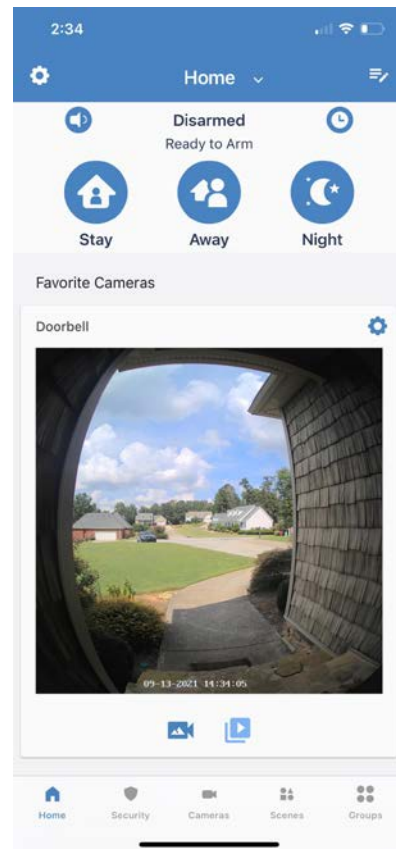 2:34
Home
Disarmed
Ready to Arm
Stay Away Night
Favorite Cameras
Doorbell
09-13-2021 14:34:05
Home Security Cameras Scenes Groups